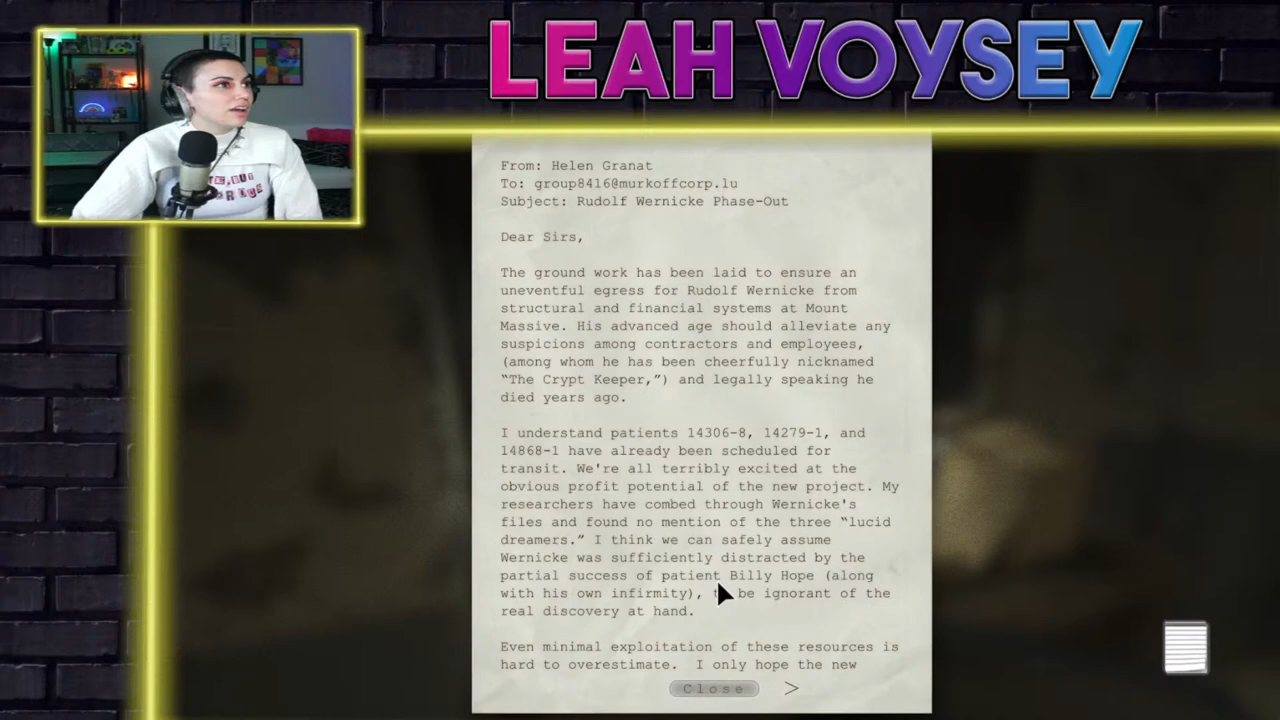 LEAH VOYSEY
From: Helen Granat
To: group8416@murkoffcorp.lu
Subject: Rudolf Wernicke Phase-Out
Dear Sirs,
The ground work has been laid to ensure an
uneventful egress for Rudolf Wernicke from
structural and financial systems at Mount
Massive. His advanced age should alleviate any
suspicions among contractors and employees,
(among whom he has been cheerfully nicknamed
“The Crypt Keeper,”) and legally speaking he
died years ago.
I understand patients 14306-8, 14279-1, and
14868-1 have already been scheduled for
transit. We're all terribly excited at the
obvious profit potential of the new project. My
researchers have combed through Wernicke's
files and found no mention of the three “lucid
dreamers.” I think we can safely assume
Wernicke was sufficiently distracted by the
partial success of patient Billy Hope (along
with his own infirmity), be ignorant of the
real discovery at hand.
Even minimal exploitation of these resources is
hard to overestimate. I only hope the new
Close >